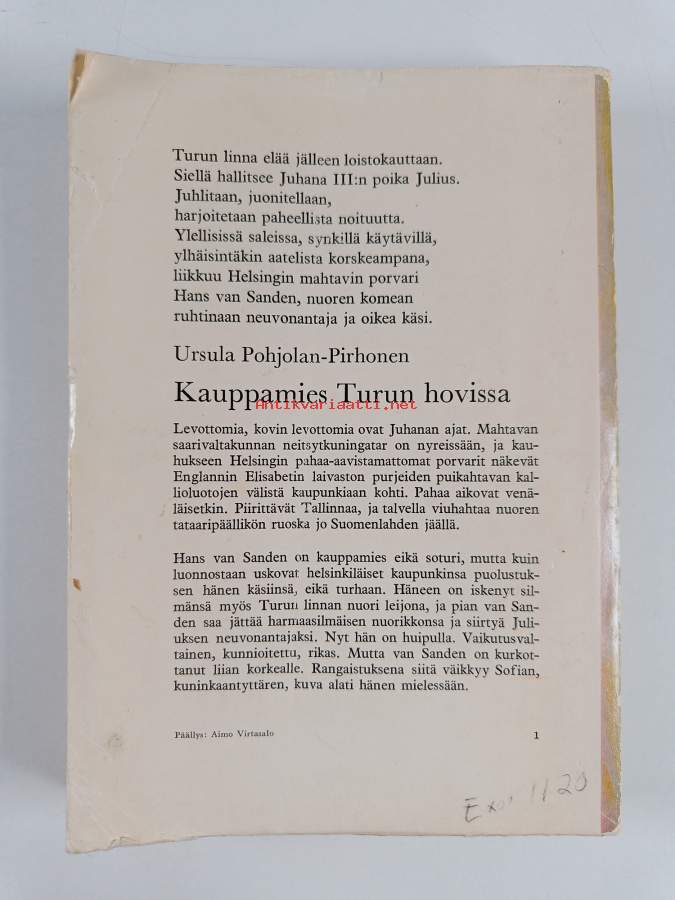 Turun linna elää jälleen loistokauttaan.
Siellä hallitsee Juhana III:n poika Julius.
Juhlitaan, juonitellaan,
harjoitetaan paheellista noituutta.
Ylellisissä saleissa, synkillä käytävillä,
ylhäisintäkin aatelista korskeampana,
liikkuu Helsingin mahtavin porvari
Hans van Sanden, nuoren komean
ruhtinaan neuvonantaja ja oikea käsi.
Ursula Pohjolan-Pirhonen
Kauppamies Turun hovissa
Antikvariaatti.net
Levottomia, kovin levottomia ovat Juhanan ajat. Mahtavan
saarivaltakunnan neitsytkuningatar on nyreissään, ja kau-
hukseen Helsingin pahaa-aavistamattomat porvarit näkevät
Englannin Elisabetin laivaston purjeiden puikahtavan kal-
lioluotojen välistä kaupunkiaan kohti. Pahaa aikovat venä-
läisetkin. Piirittävät Tallinnaa, ja talvella viuhahtaa nuoren
tataaripäällikön ruoska jo Suomenlahden jäällä.
Hans van Sanden on kauppamies eikä soturi, mutta kuin
luonnostaan uskovat helsinkiläiset kaupunkinsa puolustuk-
sen hänen käsiinsä, eikä turhaan. Häneen on iskenyt sil-
mänsä myös Turun linnan nuori leijona, ja pian van San-
den saa jättää harmaasilmäisen nuorikkonsa ja siirtyä Juli-
uksen neuvonantajaksi. Nyt hän on huipulla. Vaikutusval-
tainen, kunnioitettu, rikas. Mutta van Sanden on kurkot-
tanut liian korkealle. Rangaistuksena siitä väikkyy Sofian,
kuninkaantyttären, kuva alati hänen mielessään.
Päällys: Aimo Virtasalo
1
11 20